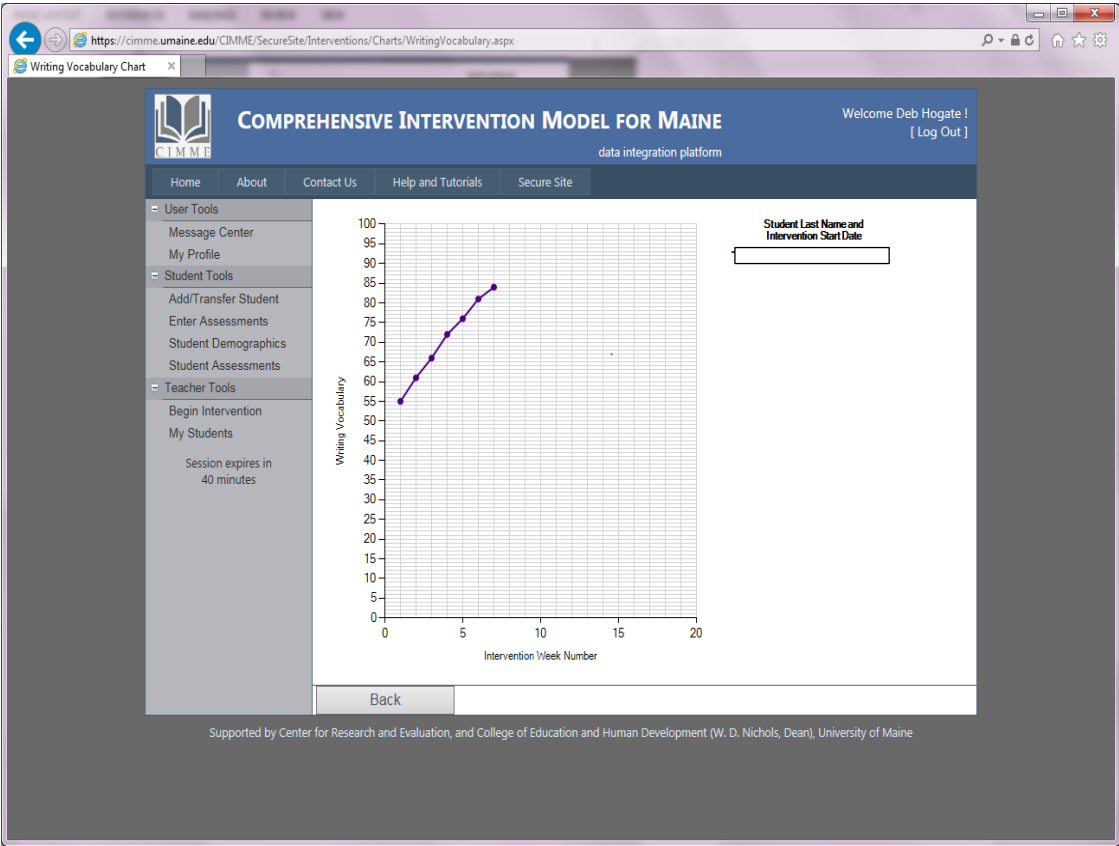 https://cimme.umaine.edu/CIMME/SecureSite/Interventions/Charts/WritingVocabulary.aspx
Writing Vocabulary Chart
CIMME
COMPREHENSIVE INTERVENTION MODEL FOR MAINE
data integration platform
Welcome Deb Hogate !
[ Log Out ]
Home About Contact Us Help and Tutorials Secure Site
User Tools
Message Center
My Profile
Student Tools
Add/Transfer Student
Enter Assessments
Student Demographics
Student Assessments
Teacher Tools
Begin Intervention
My Students
Session expires in
40 minutes
Writing Vocabulary
100
95
90
85
80
75
70
65
60
55
50
45
40
35
30
25
20
15
10
5
0
0 5 10 15 20
Intervention Week Number
Student Last Name and
Intervention Start Date
Back
Supported by Center for Research and Evaluation, and College of Education and Human Development (W. D. Nichols, Dean), University of Maine